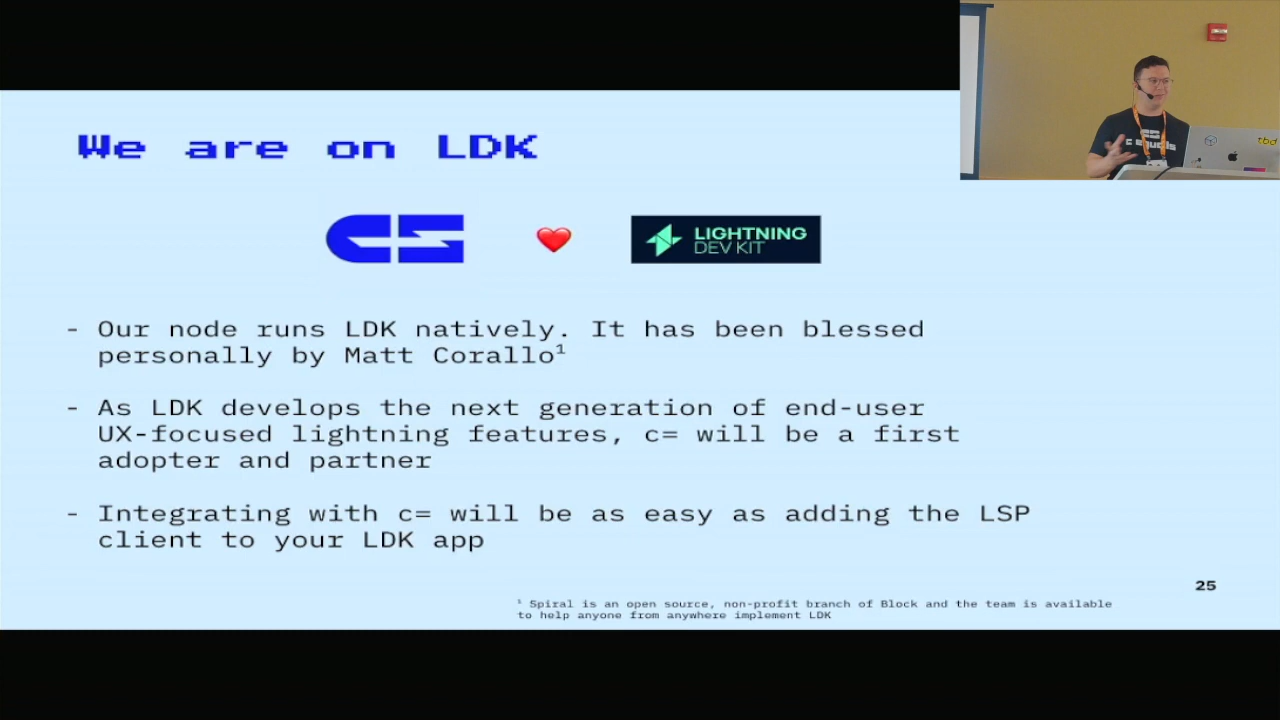 We are on LDK
C=
LIGHTNING
DEV KIT
- Our node runs LDK natively. It has been blessed
personally by Matt Corallo¹
- As LDK develops the next generation of end-user
UX-focused lightning features, c= will be a first
adopter and partner
- Integrating with c= will be as easy as adding the LSP
client to your LDK app
25
¹ Spiral is an open source, non-profit branch of Block and the team is available
to help anyone from anywhere implement LDK
c equals
tbd